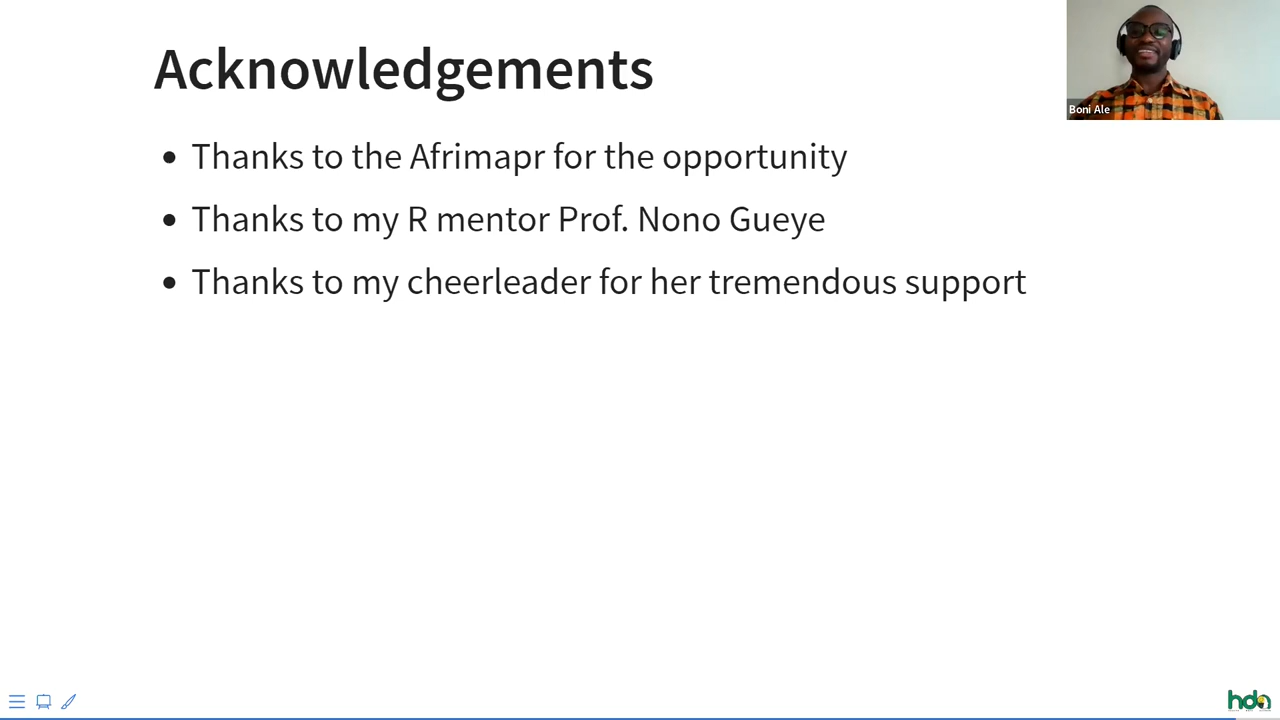 Acknowledgements
Boni Ale
• Thanks to the Afrimapr for the opportunity
• Thanks to my R mentor Prof. Nono Gueye
• Thanks to my cheerleader for her tremendous support
hda